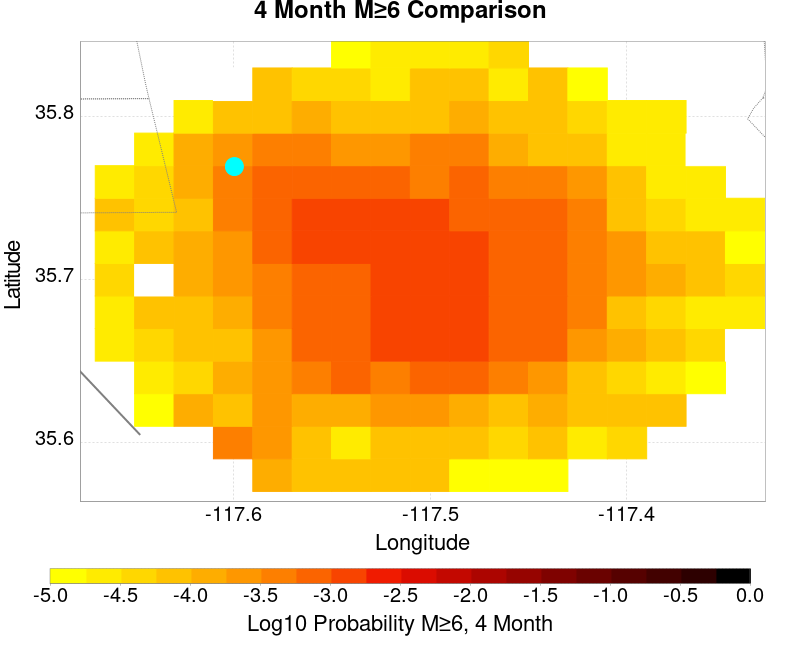 4 Month M≥6 Comparison
35.8
35.7
35.6
Latitude
-117.6 -117.5 -117.4
Longitude
-5.0 -4.5 -4.0 -3.5 -3.0 -2.5 -2.0 -1.5 -1.0 -0.5 0.0
Log10 Probability M≥6, 4 Month